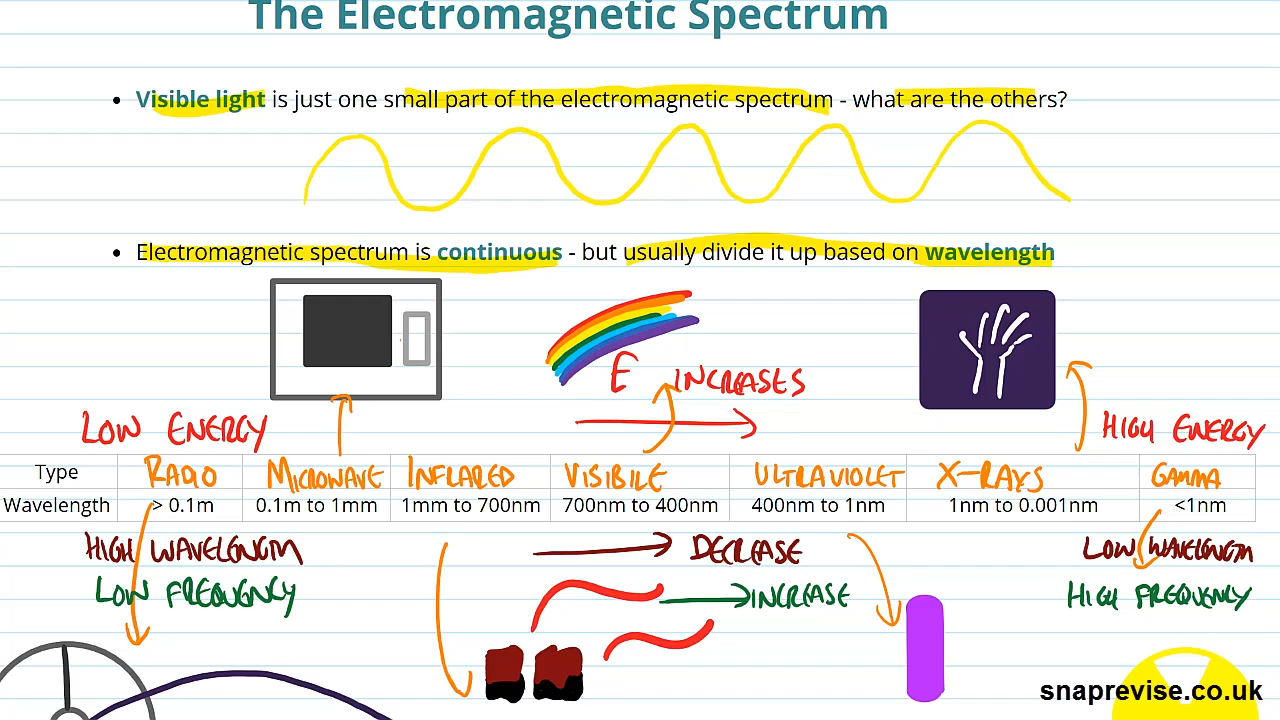 The Electromagnetic Spectrum
• Visible light is just one small part of the electromagnetic spectrum - what are the others?
• Electromagnetic spectrum is continuous - but usually divide it up based on wavelength
E INCREASES
LOW ENERGY
HIGH ENERGY
Type RADIO MICROWAVE INFLARED VISIBILE ULTRAVIOLET X-RAYS GAMMA
Wavelength > 0.1m 0.1m to 1mm 1mm to 700nm 700nm to 400nm 400nm to 1nm 1nm to 0.001nm <1nm
HIGH WAVELENGTH DECREASE LOW WAVELENGTH
LOW FREQUENCY INCREASE HIGH FREQUENCY
snaprevise.co.uk